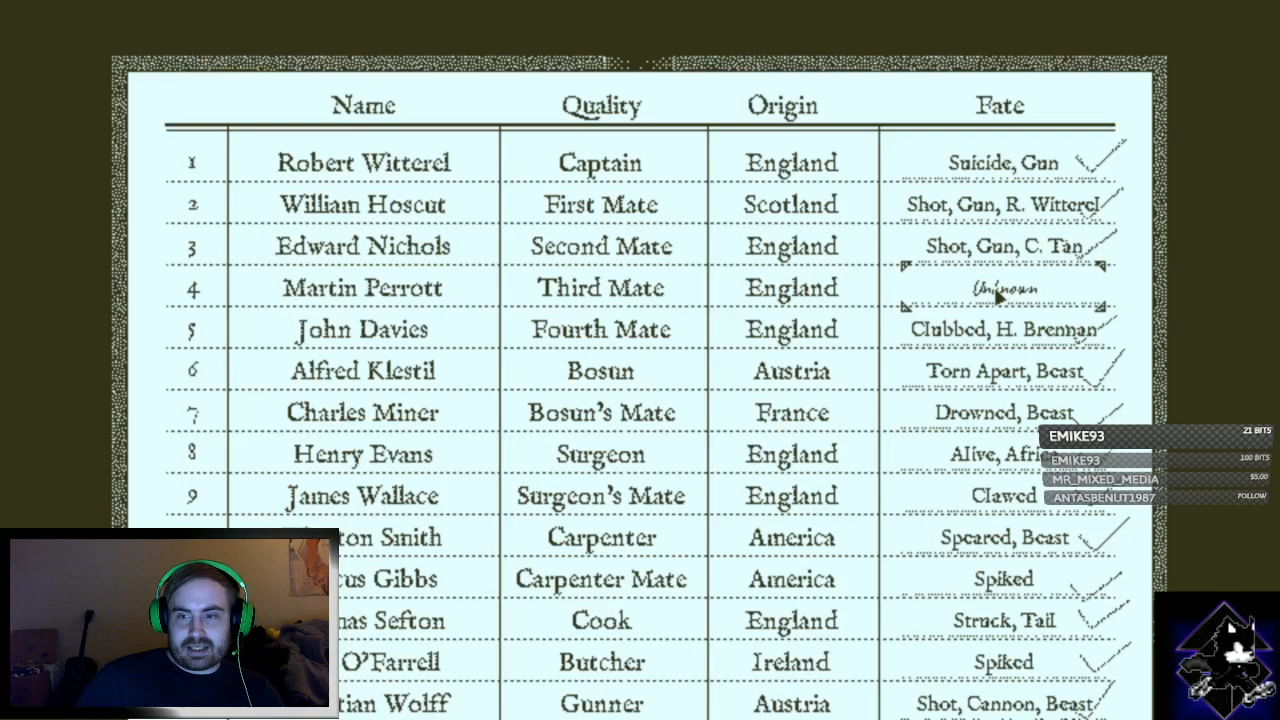 Name Quality Origin Fate
1 Robert Witterel Captain England Suicide, Gun
2 William Hoscut First Mate Scotland Shot, Gun, R. Witterel
3 Edward Nichols Second Mate England Shot, Gun, C. Tan
4 Martin Perrott Third Mate England Unknown
5 John Davies Fourth Mate England Clubbed, H. Brennan
6 Alfred Klestil Bosun Austria Torn Apart, Beast
7 Charles Miner Bosun's Mate France Drowned, Beast
8 Henry Evans Surgeon England Alive, Afri
9 James Wallace Surgeon's Mate England Clawed
ton Smith Carpenter America Speared, Beast
cus Gibbs Carpenter Mate America Spiked
nas Sefton Cook England Struck, Tail
O'Farrell Butcher Ireland Spiked
tian Wolff Gunner Austria Shot, Cannon, Beast
EMIKE93 21 BITS
EMIKE93 100 BITS
MR_MIXED_MEDIA $5.00
ANTASBENUT1987 FOLLOW